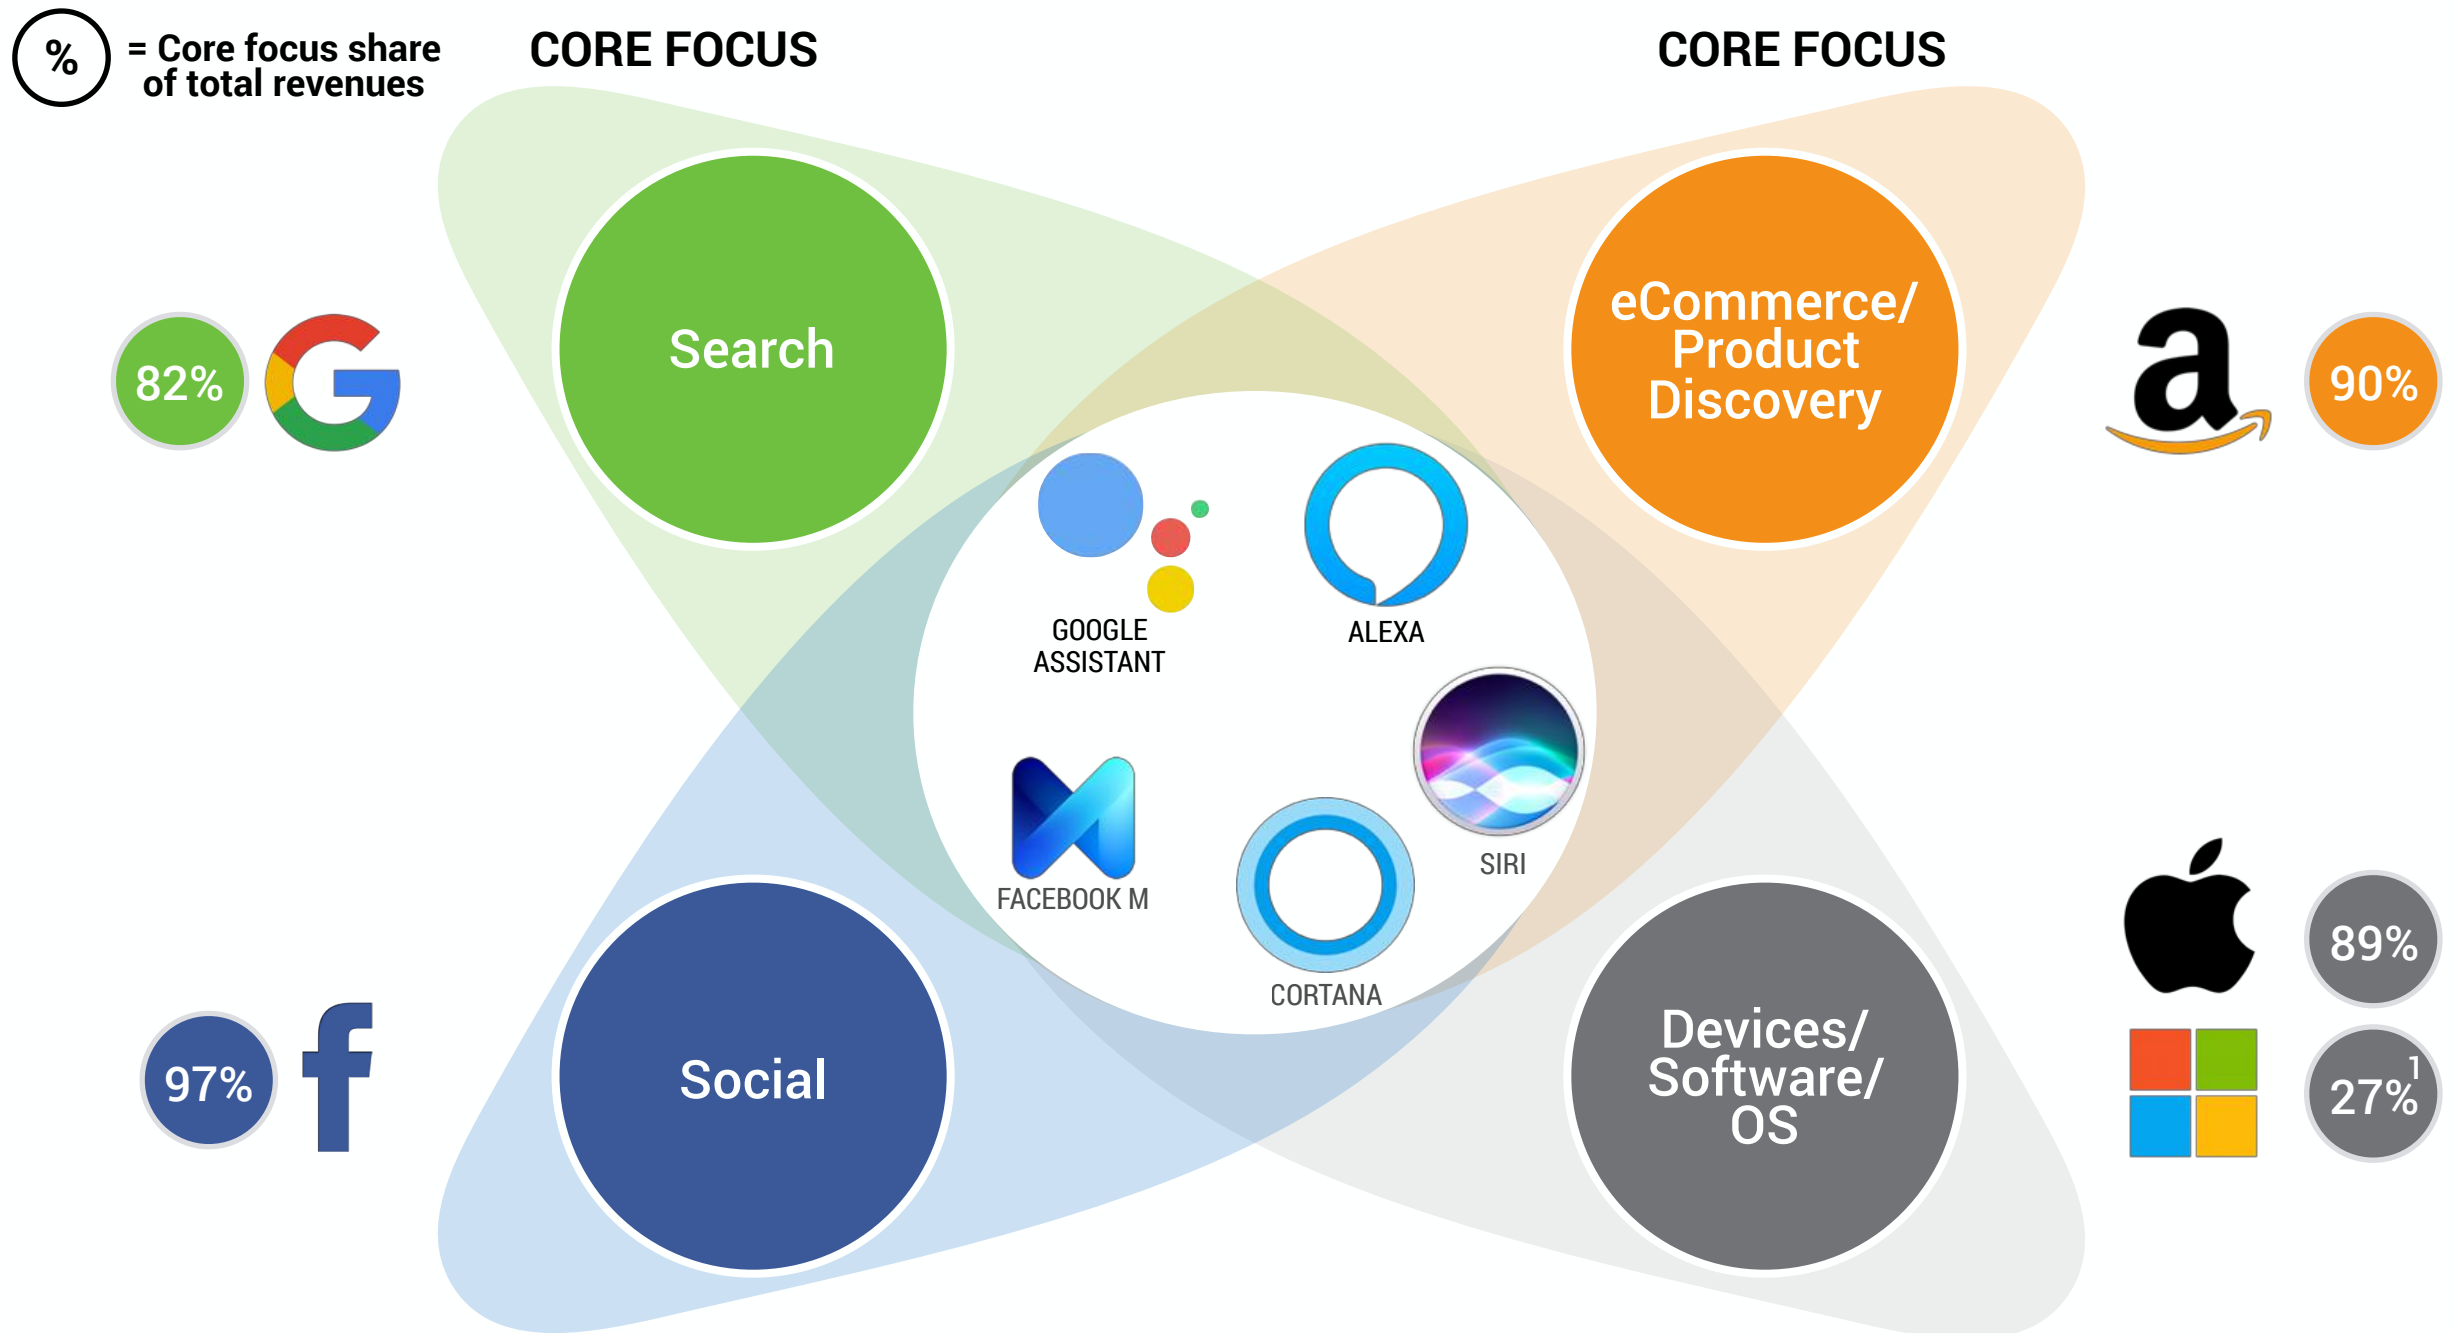 %
= Core focus share
of total revenues
CORE FOCUS
CORE FOCUS
Search
eCommerce/
Product
Discovery
82%
90%
GOOGLE
ASSISTANT
ALEXA
SIRI
FACEBOOK M
CORTANA
Social
Devices/
Software/
OS
97%
89%
27%1